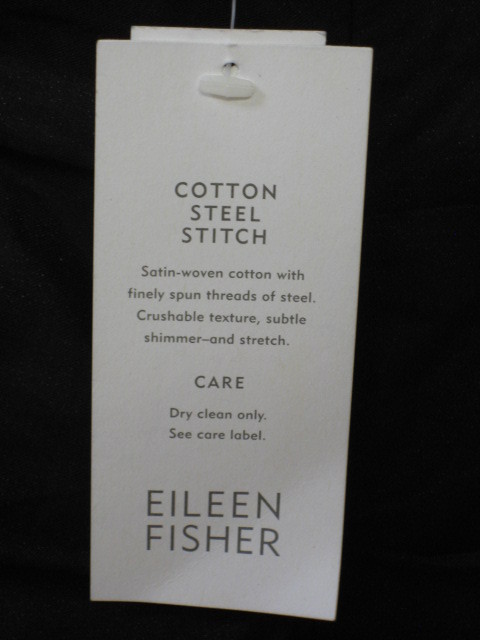 COTTON
STEEL
STITCH
Satin-woven cotton with
finely spun threads of steel.
Crushable texture, subtle
shimmer–and stretch.
CARE
Dry clean only.
See care label.
EILEEN
FISHER